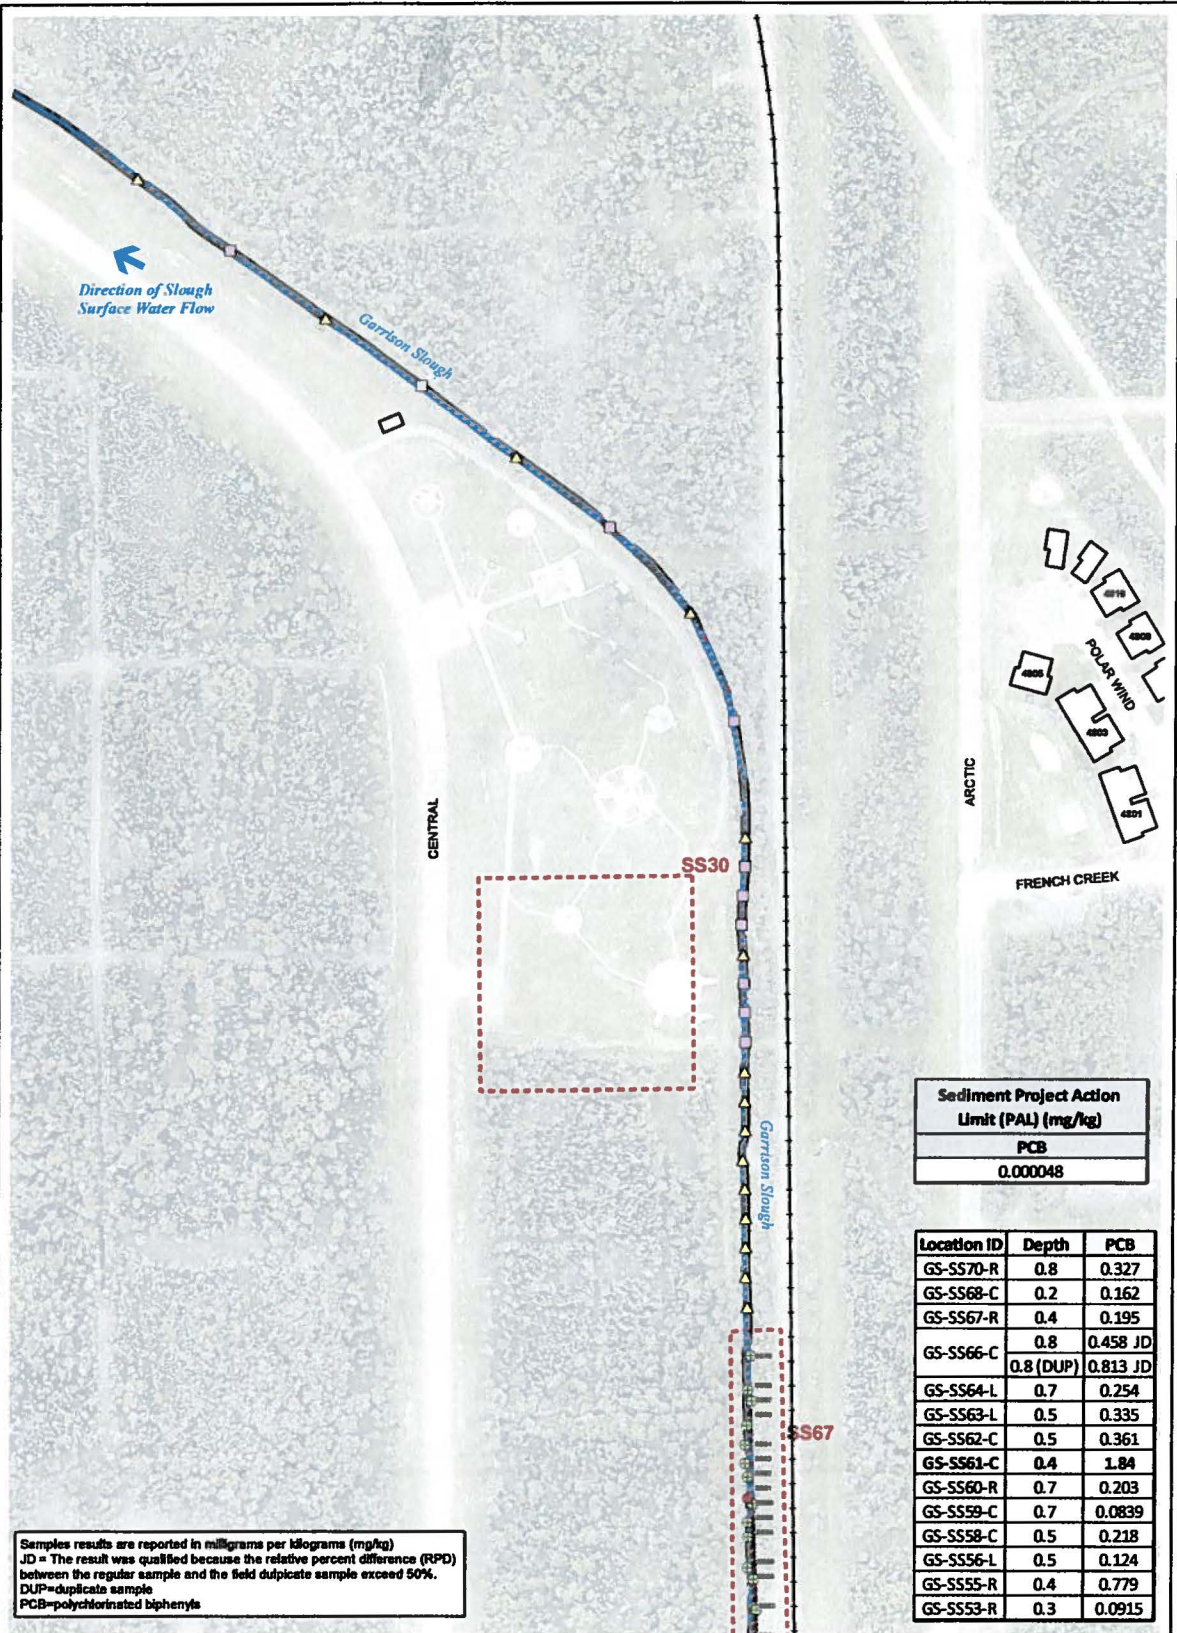 Direction of Slough
Surface Water Flow
Garrison Slough
4808
POLAR WIND
4805
4803
4801
ARCTIC
CENTRAL
SS30
FRENCH CREEK
Garrison Slough
Sediment Project Action
Limit (PAL) (mg/kg)
PCB
0.000048
Location ID Depth PCB
GS-SS70-R 0.8 0.327
GS-SS68-C 0.2 0.162
GS-SS67-R 0.4 0.195
GS-SS66-C 0.8 0.458 JD
0.8 (DUP) 0.813 JD
GS-SS64-L 0.7 0.254
GS-SS63-L 0.5 0.335
GS-SS62-C 0.5 0.361
GS-SS61-C 0.4 1.84
GS-SS60-R 0.7 0.203
GS-SS59-C 0.7 0.0839
GS-SS58-C 0.5 0.218
GS-SS56-L 0.5 0.124
GS-SS55-R 0.4 0.779
GS-SS53-R 0.3 0.0915
SS67
Samples results are reported in milligrams per kilograms (mg/kg)
JD = The result was qualified because the relative percent difference (RPD)
between the regular sample and the field dulpicate sample exceed 50%.
DUP=duplicate sample
PCB=polychlorinated biphenyls